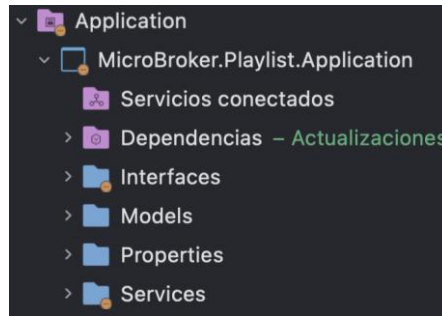 Application
MicroBroker.Playlist.Application
Servicios conectados
Dependencias – Actualizaciones
Interfaces
Models
Properties
Services